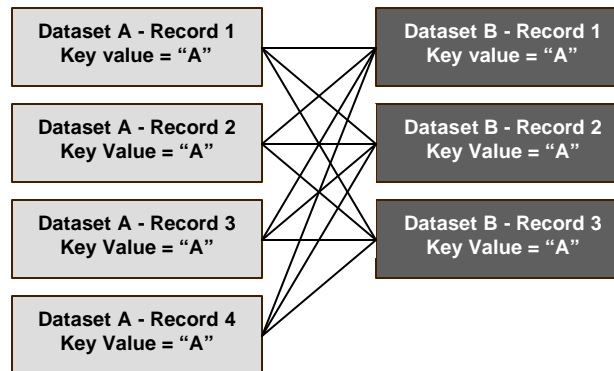 Dataset A - Record 1
Key value = “A”
Dataset B - Record 1
Key value = “A”
Dataset A - Record 2
Key Value = “A”
Dataset B - Record 2
Key Value = “A”
Dataset A - Record 3
Key Value = “A”
Dataset B - Record 3
Key Value = “A”
Dataset A - Record 4
Key Value = “A”